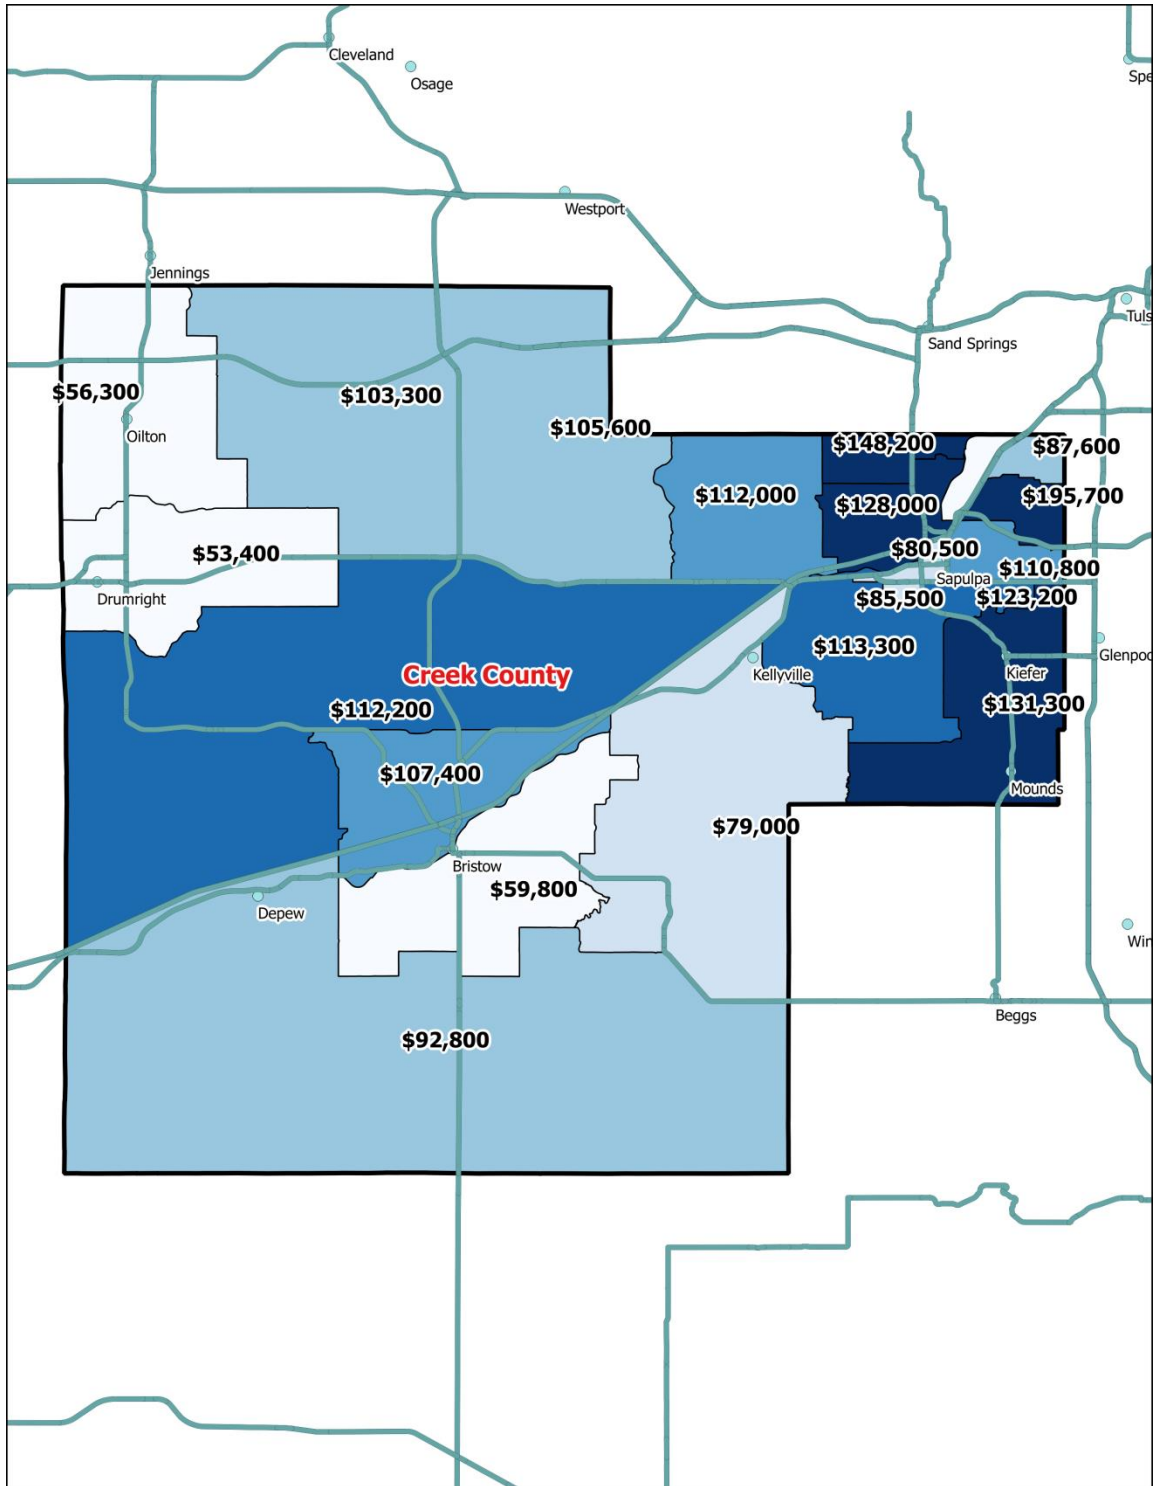 Cleveland
Osage
Spe
Westport
Jennings
Tuls
Sand Springs
$56,300
$103,300
$105,600
Oilton
$148,200
$87,600
$112,000
$128,000
$195,700
$53,400
$80,500
$110,800
Drumright
Sapulpa
$85,500
$123,200
$113,300
Glenpoo
Creek County
Kellyville
Kiefer
$112,200
$131,300
$107,400
Mounds
$79,000
Bristow
$59,800
Depew
Win
Beggs
$92,800